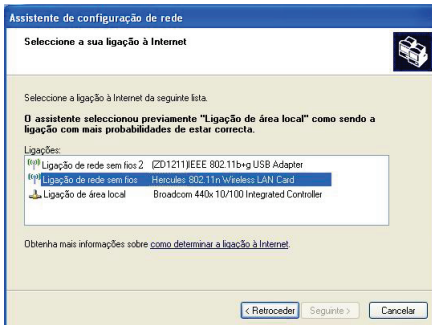 Assistente de configuração de rede
Seleccione a sua ligação à Internet
Seleccione a ligação à Internet da seguinte lista.
O assistente seleccionou previamente "Ligação de área local" como sendo a
ligação com mais probabilidades de estar correcta.
Ligações:
Ligação de rede sem fios 2 (ZD1211)IEEE 802.11b+g USB Adapter
Ligação de rede sem fios Hercules 802.11n Wireless LAN Card
Ligação de área local Broadcom 440x 10/100 Integrated Controller
Obtenha mais informações sobre como determinar a ligação à Internet.
< Retroceder Seguinte > Cancelar